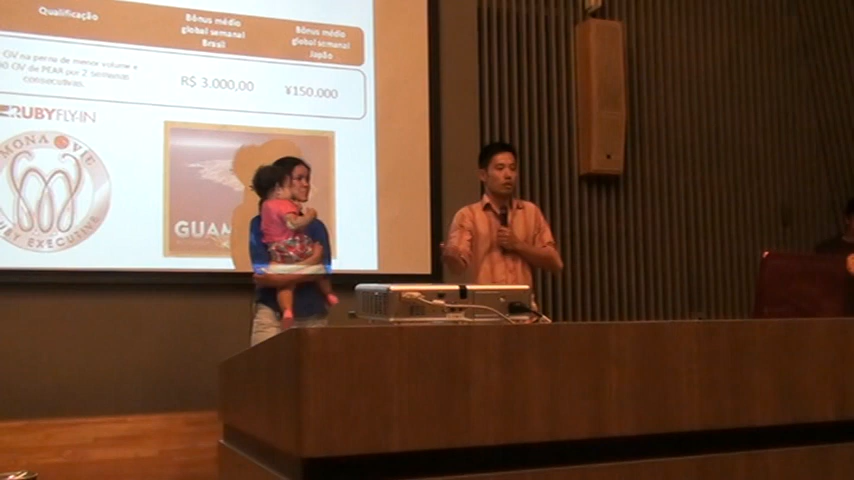 Qualificação
Bônus médio
global semanal
Brasil
Bônus médio
global semanal
Japão
OV na perna de menor volume e
OV de PEAR por 2 semanas
consecutivas.
R$ 3.000,00
¥150.000
RUBYFLY-IN
MONA VIE
RUBY EXECUTIVE
GUAM